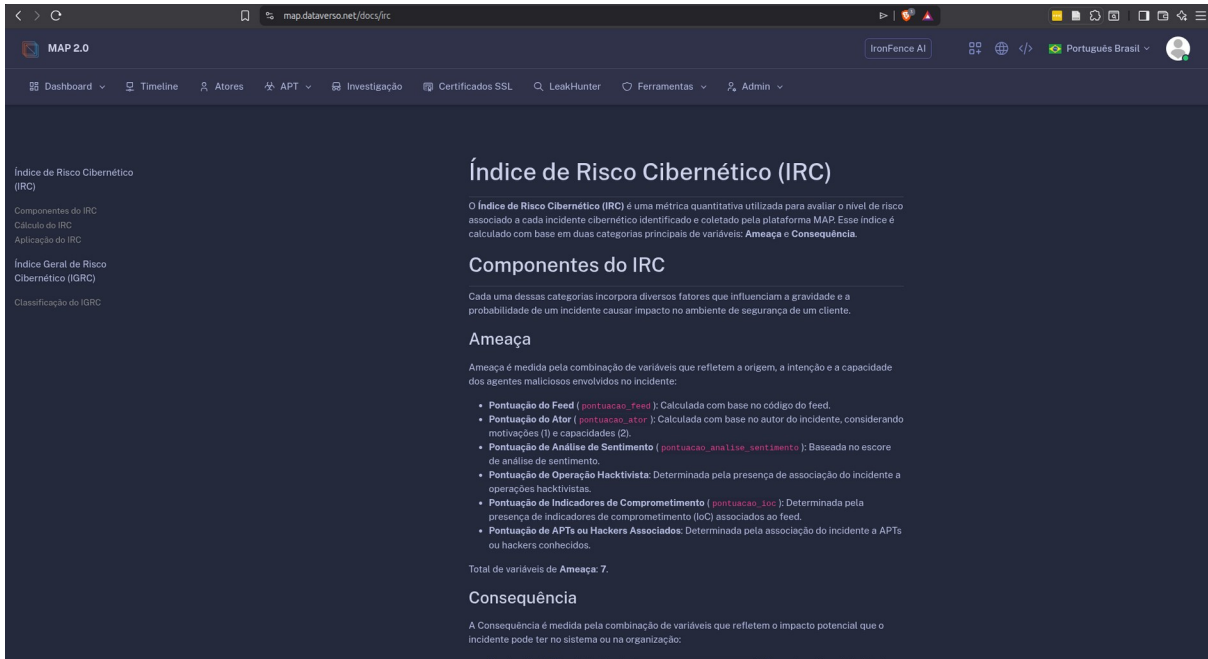 map.dataverso.net/docs/irc
MAP 2.0
IronFence AI
Português Brasil
Dashboard
Timeline
Atores
APT
Investigação
Certificados SSL
LeakHunter
Ferramentas
Admin
Índice de Risco Cibernético
(IRC)
Componentes do IRC
Cálculo do IRC
Aplicação do IRC
Índice Geral de Risco
Cibernético (IGRC)
Classificação do IGRC
Índice de Risco Cibernético (IRC)
O Índice de Risco Cibernético (IRC) é uma métrica quantitativa utilizada para avaliar o nível de risco
associado a cada incidente cibernético identificado e coletado pela plataforma MAP. Esse índice é
calculado com base em duas categorias principais de variáveis: Ameaça e Consequência.
Componentes do IRC
Cada uma dessas categorias incorpora diversos fatores que influenciam a gravidade e a
probabilidade de um incidente causar impacto no ambiente de segurança de um cliente.
Ameaça
Ameaça é medida pela combinação de variáveis que refletem a origem, a intenção e a capacidade
dos agentes maliciosos envolvidos no incidente:
• Pontuação do Feed ( pontuacao_feed ): Calculada com base no código do feed.
• Pontuação do Ator ( pontuacao_ator ): Calculada com base no autor do incidente, considerando
motivações (1) e capacidades (2).
• Pontuação de Análise de Sentimento ( pontuacao_analise_sentimento ): Baseada no escore
de análise de sentimento.
• Pontuação de Operação Hacktivista: Determinada pela presença de associação do incidente a
operações hacktivistas.
• Pontuação de Indicadores de Comprometimento ( pontuacao_ioc ): Determinada pela
presença de indicadores de comprometimento (IoC) associados ao feed.
• Pontuação de APTs ou Hackers Associados: Determinada pela associação do incidente a APTs
ou hackers conhecidos.
Total de variáveis de Ameaça: 7.
Consequência
A Consequência é medida pela combinação de variáveis que refletem o impacto potencial que o
incidente pode ter no sistema ou na organização: